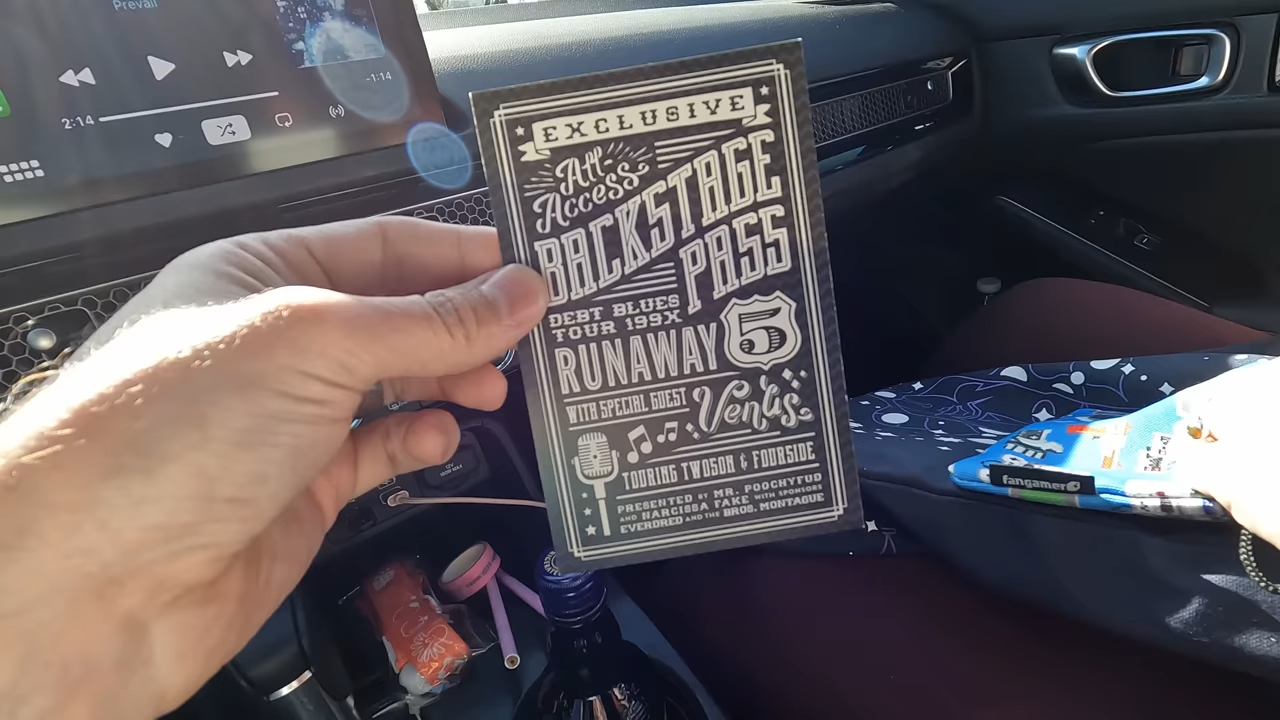 Prevail
2:14
-1:14
EXCLUSIVE
All-
Access
BACKSTAGE
PASS
DEBT BLUES
TOUR 199X
RUNAWAY 5
WITH SPECIAL GUEST Venus
TOURING TWOSON & FOURSIDE
PRESENTED BY MR. POOCHYFUD
AND NARCISSA FAKE WITH SPONSORS
EVERDRED AND THE BROS. MONTAGUE
fangamer